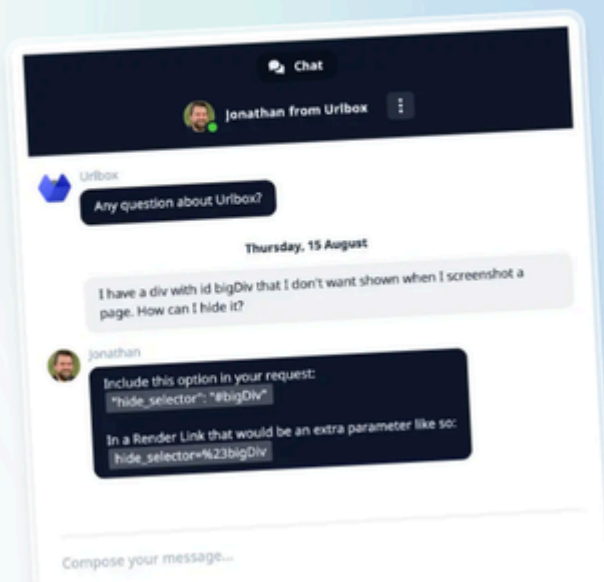 Chat
Jonathan from Urlbox
Urlbox
Any question about Urlbox?
Thursday, 15 August
I have a div with id bigDiv that I don't want shown when I screenshot a
page. How can I hide it?
Jonathan
Include this option in your request:
"hide_selector": "#bigDiv"
In a Render Link that would be an extra parameter like so:
hide_selector=%23bigDiv
Compose your message...